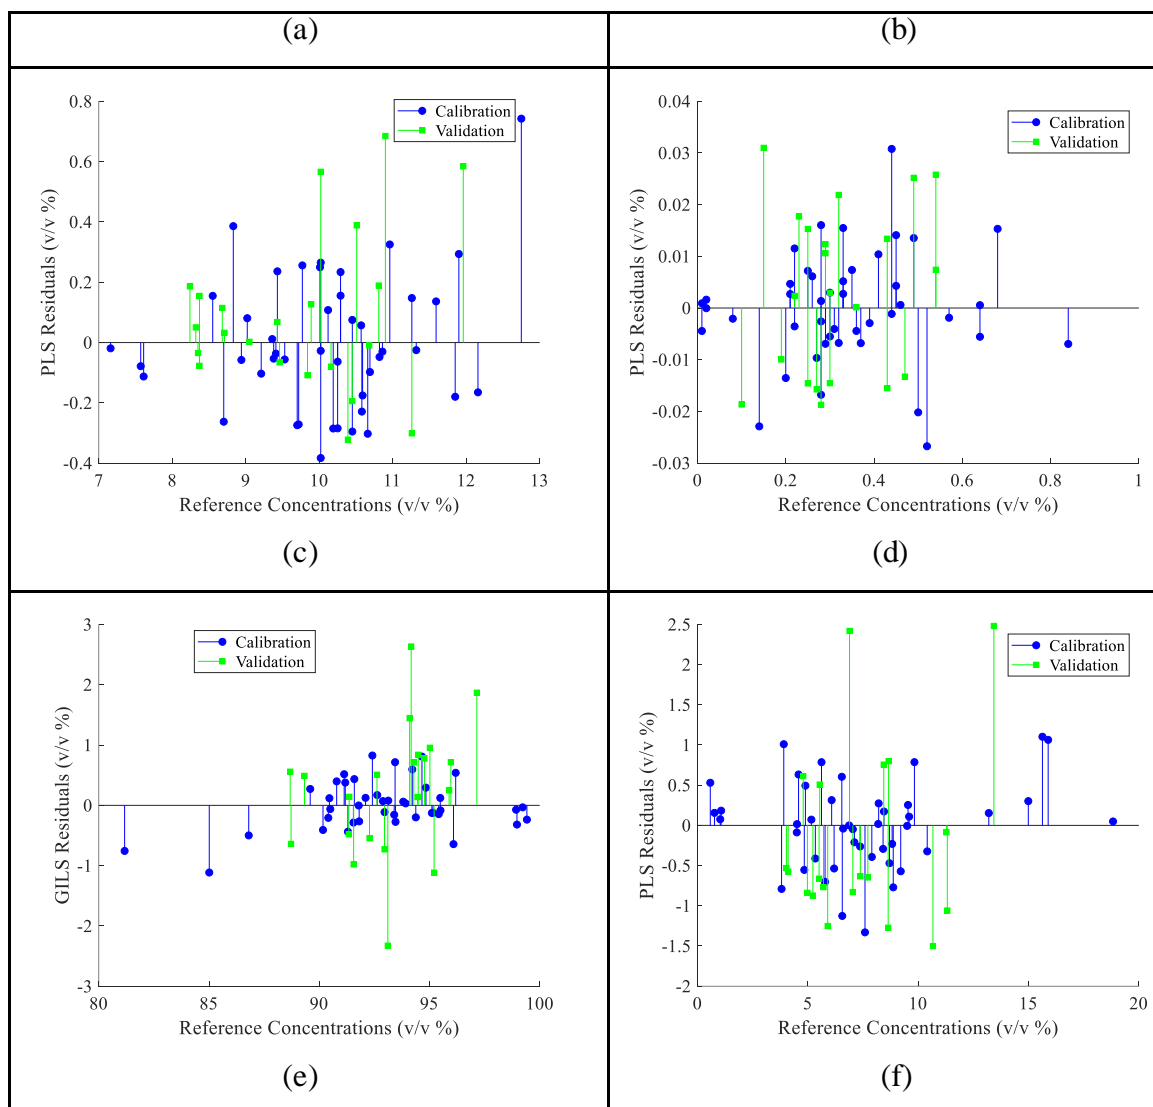 (a)
(b)
0.8
0.6
0.4
0.2
0
-0.2
-0.4
PLS Residuals (v/v %)
Calibration
Validation
7
8
9
10
11
12
13
Reference Concentrations (v/v %)
(c)
0.04
0.03
0.02
0.01
0
-0.01
-0.02
-0.03
PLS Residuals (v/v %)
Calibration
Validation
0
0.2
0.4
0.6
0.8
1
Reference Concentrations (v/v %)
(d)
3
2
1
0
-1
-2
-3
GILS Residuals (v/v %)
Calibration
Validation
80
85
90
95
100
Reference Concentrations (v/v %)
(e)
2.5
2
1.5
1
0.5
0
-0.5
-1
-1.5
-2
PLS Residuals (v/v %)
Calibration
Validation
0
5
10
15
20
Reference Concentrations (v/v %)
(f)